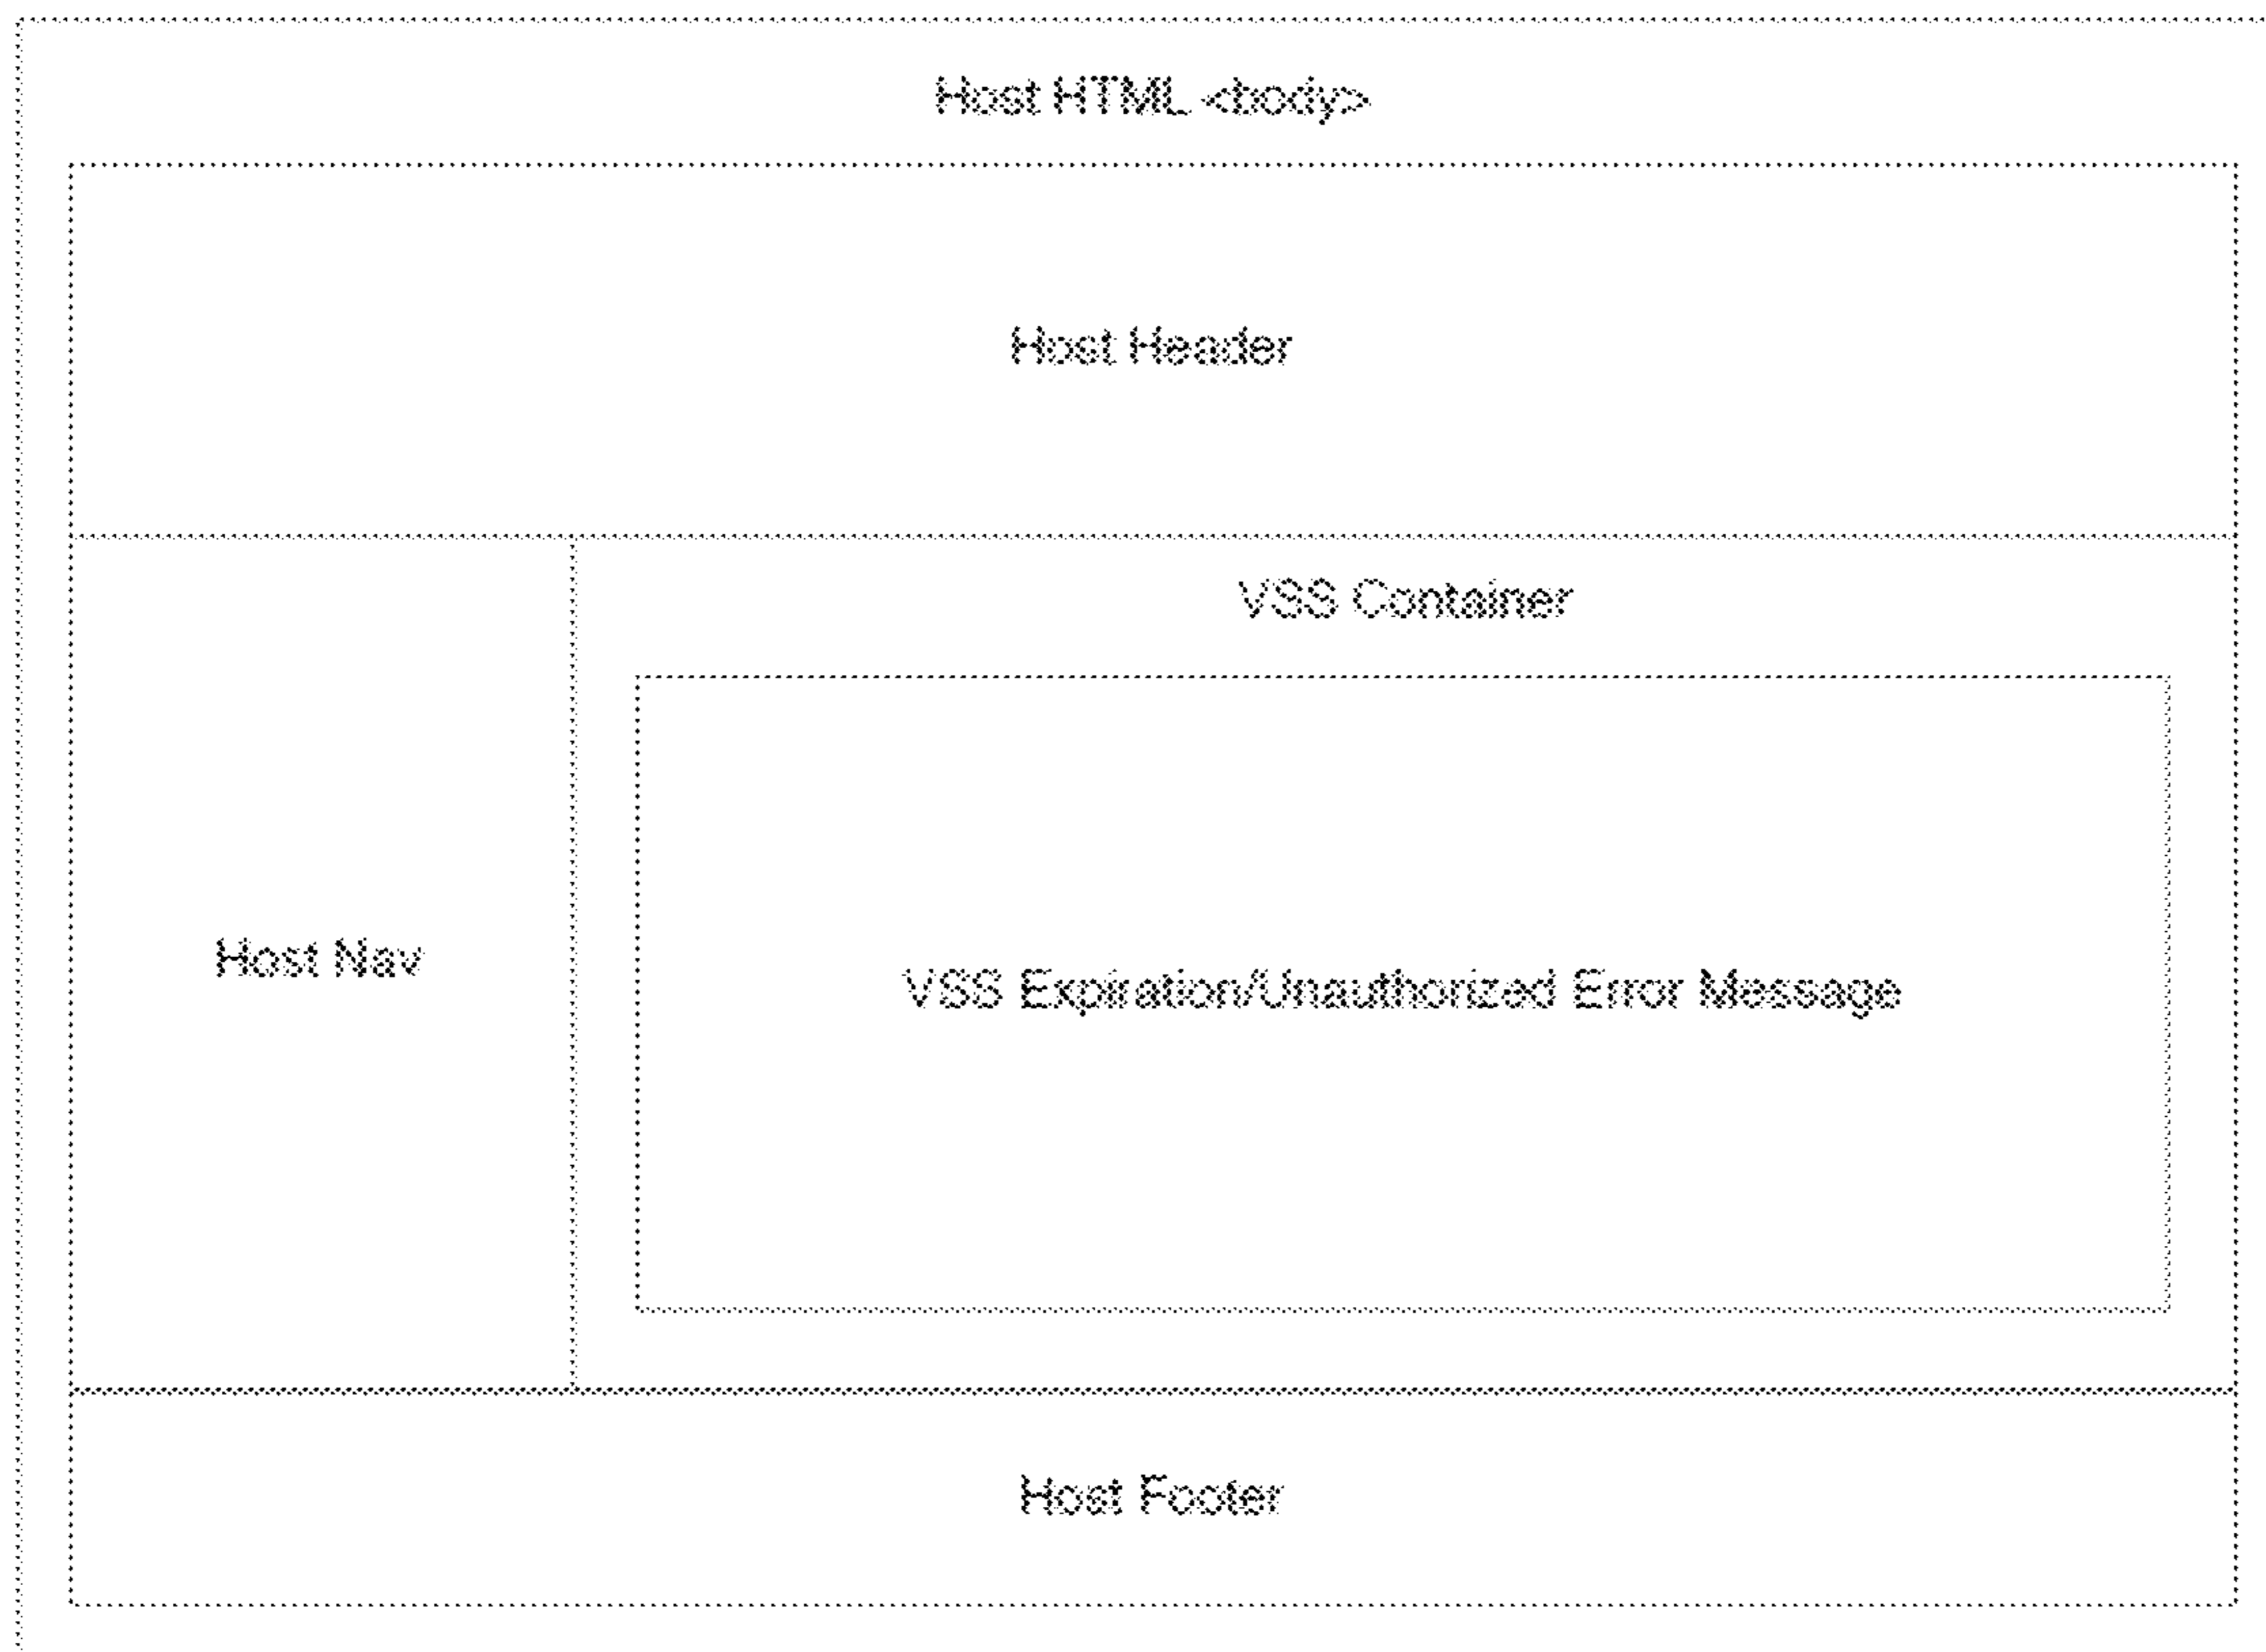 Host HTML <body>
Host Header
VSS Container
Host Nav
VSS Expiration/Unauthorized Error Message
Host Footer